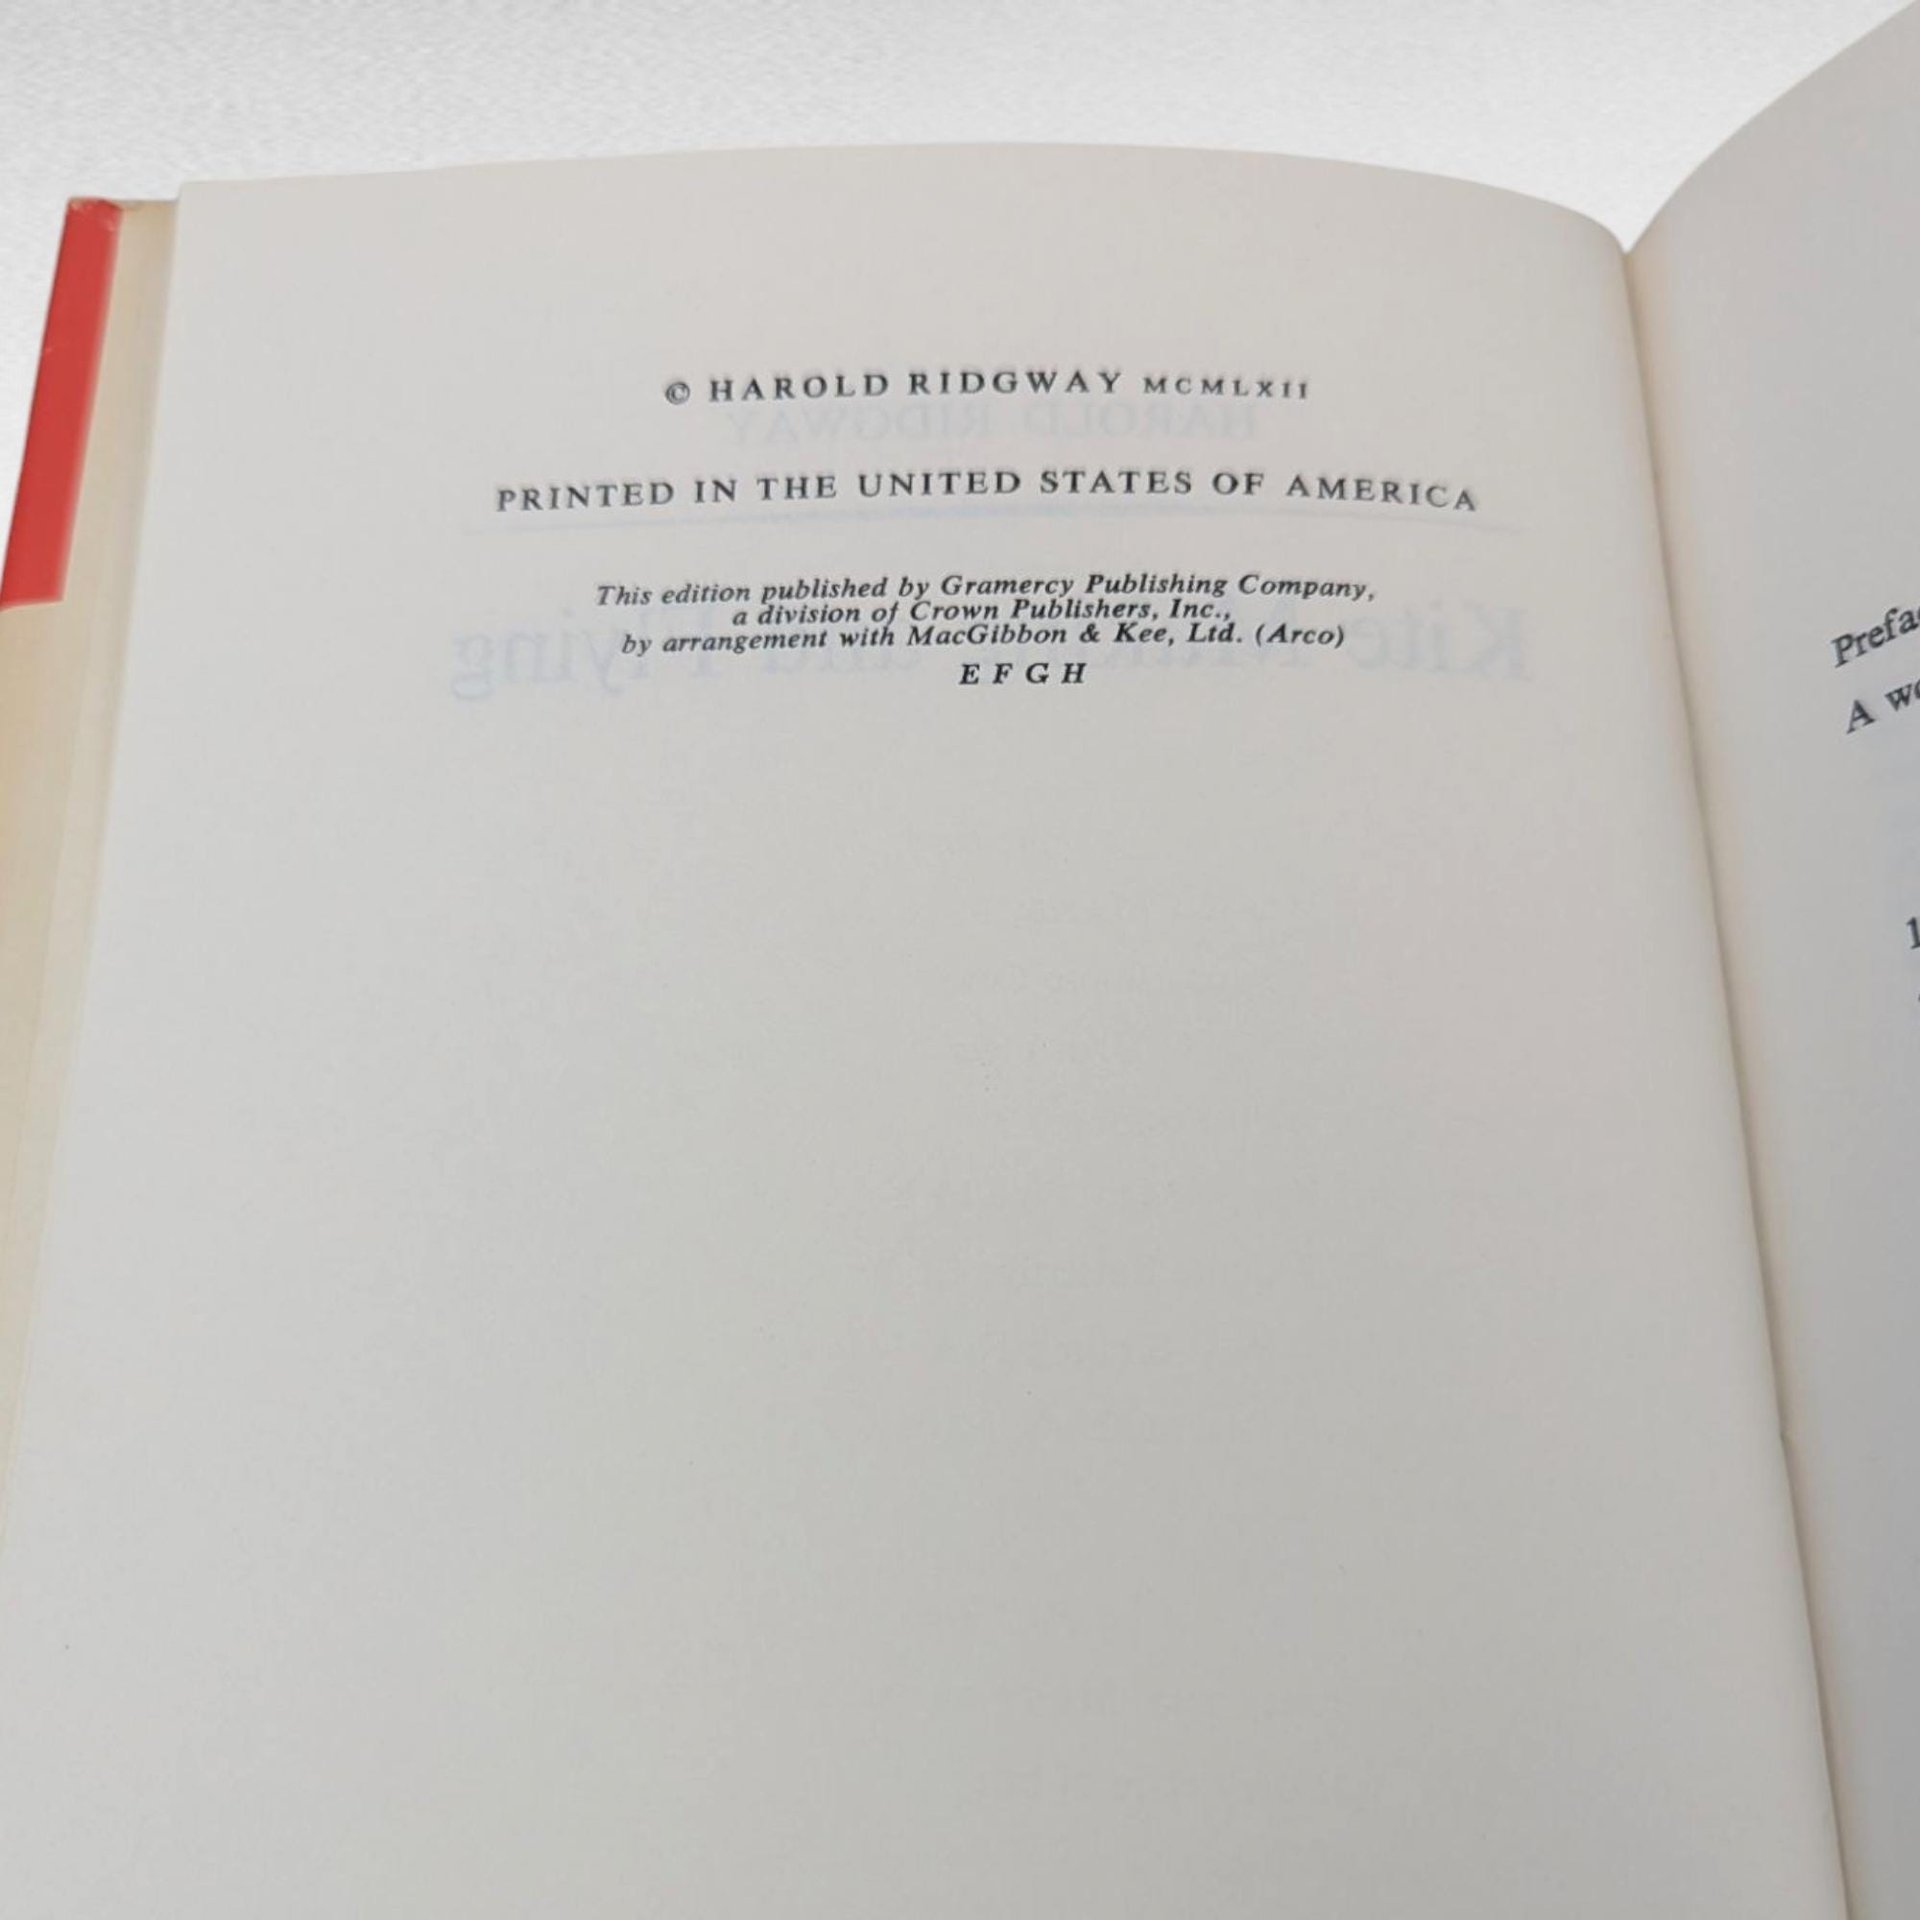 © HAROLD RIDGWAY MCMLXII
PRINTED IN THE UNITED STATES OF AMERICA
This edition published by Gramercy Publishing Company,
a division of Crown Publishers, Inc.,
by arrangement with MacGibbon & Kee, Ltd. (Arco)
E F G H
A
1